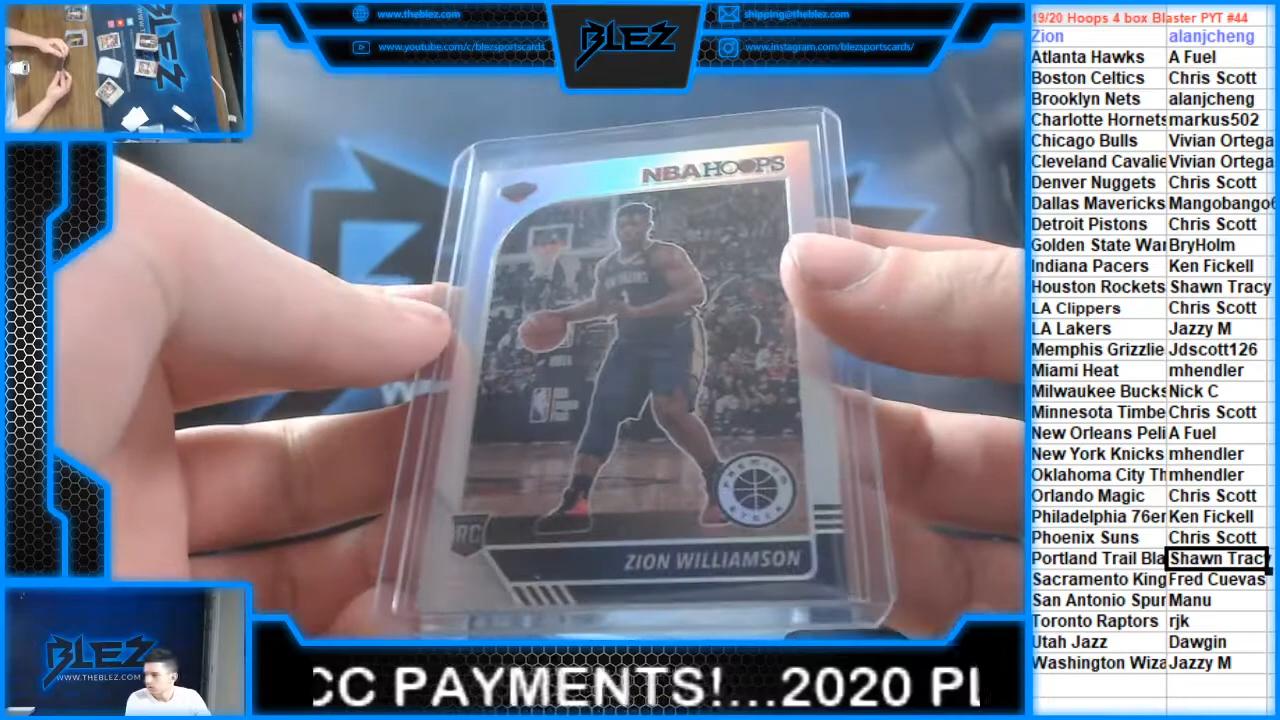 www.theblez.com
www.youtube.com/c/blezsportscards
BLEZ
shipping@theblez.com
www.instagram.com/blezsportscards/
NBA HOOPS
PREMIUM
STOCK
RC
ZION WILLIAMSON
BLEZ
WWW.THEBLEZ.COM
CC PAYMENTS!....2020 PL
19/20 Hoops 4 box Blaster PYT #44
Zion alanjcheng
Atlanta Hawks A Fuel
Boston Celtics Chris Scott
Brooklyn Nets alanjcheng
Charlotte Hornets markus502
Chicago Bulls Vivian Ortega
Cleveland Cavalie Vivian Ortega
Denver Nuggets Chris Scott
Dallas Mavericks Mangobango6
Detroit Pistons Chris Scott
Golden State War BryHolm
Indiana Pacers Ken Fickell
Houston Rockets Shawn Tracy
LA Clippers Chris Scott
LA Lakers Jazzy M
Memphis Grizzlie Jdscott126
Miami Heat mhendler
Milwaukee Bucks Nick C
Minnesota Timbe Chris Scott
New Orleans Peli A Fuel
New York Knicks mhendler
Oklahoma City Th mhendler
Orlando Magic Chris Scott
Philadelphia 76er Ken Fickell
Phoenix Suns Chris Scott
Portland Trail Bla Shawn Tracy
Sacramento King Fred Cuevas
San Antonio Spur Manu
Toronto Raptors rjk
Utah Jazz Dawgin
Washington Wiza Jazzy M